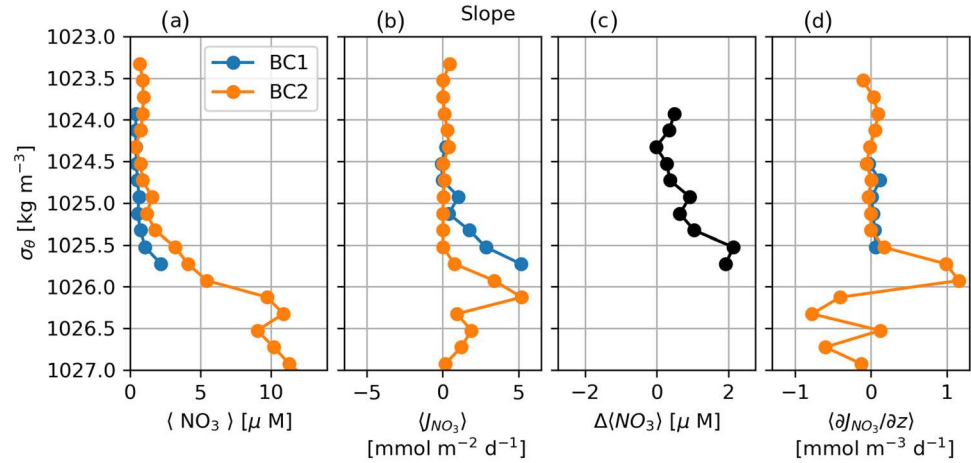 Slope
(a) (b) (c) (d)
BC1
BC2
σθ [kg m⁻³]
1023.0
1023.5
1024.0
1024.5
1025.0
1025.5
1026.0
1026.5
1027.0
0 5 10
−5 0 5
−2 0 2
−1 0 1
⟨ NO₃ ⟩ [μ M]
⟨J_NO₃⟩
[mmol m⁻² d⁻¹]
Δ⟨NO₃⟩ [μ M]
⟨∂J_NO₃/∂z⟩
[mmol m⁻³ d⁻¹]